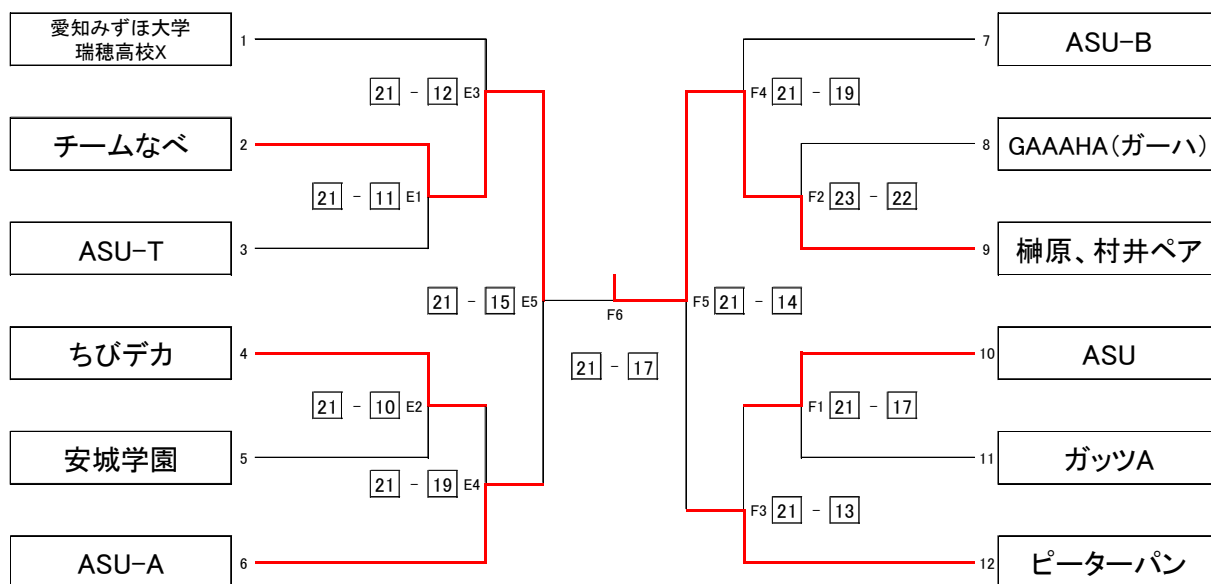 愛知みずほ大学
瑞穂高校X
1
7
ASU-B
21 - 12 E3
F4 21 - 19
チームなべ
2
8
GAAAHA(ガーハ)
21 - 11 E1
F2 23 - 22
ASU-T
3
9
榊原、村井ペア
21 - 15 E5
F6
F5 21 - 14
ちびデカ
4
10
ASU
21 - 17
21 - 10 E2
F1 21 - 17
安城学園
5
11
ガッツA
21 - 19 E4
F3 21 - 13
ASU-A
6
12
ピーターパン